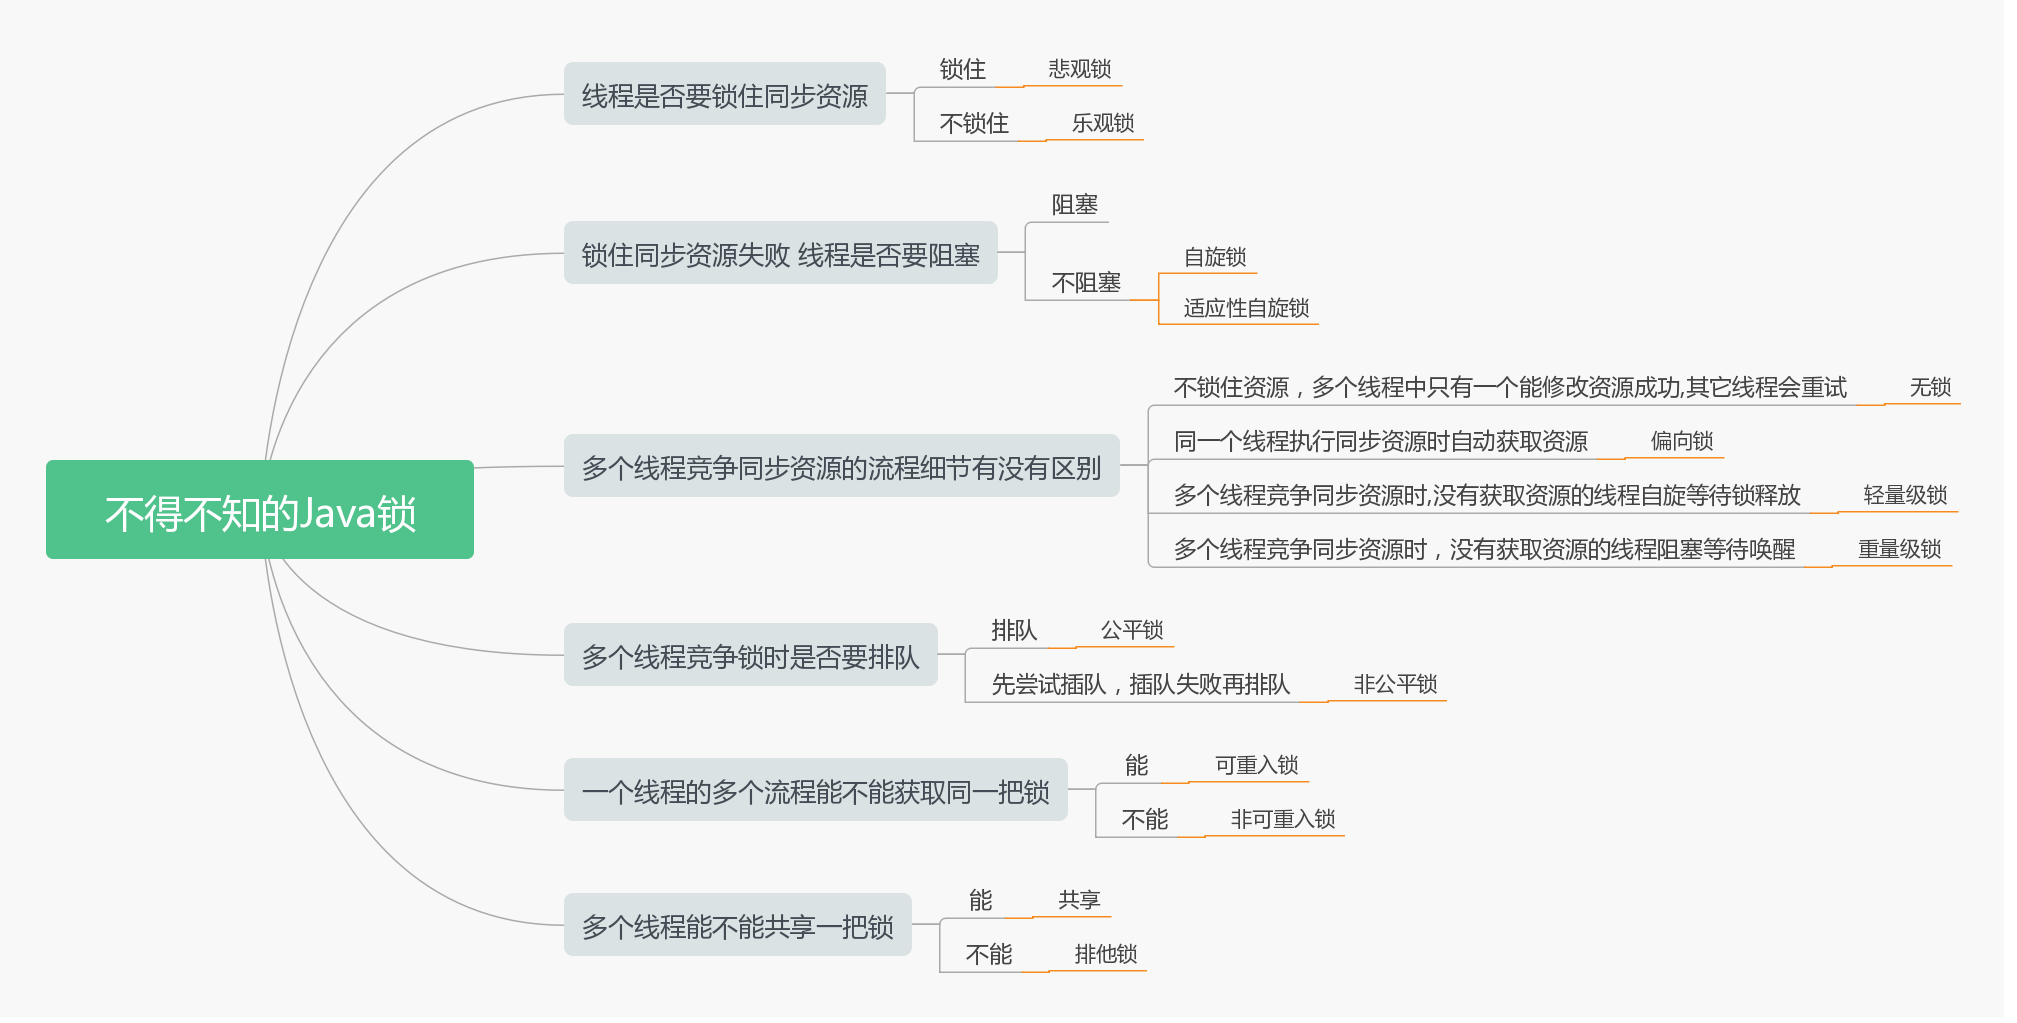 不得不知的Java锁
线程是否要锁住同步资源
锁住
悲观锁
不锁住
乐观锁
锁住同步资源失败 线程是否要阻塞
阻塞
不阻塞
自旋锁
适应性自旋锁
多个线程竞争同步资源的流程细节有没有区别
不锁住资源，多个线程中只有一个能修改资源成功,其它线程会重试
无锁
同一个线程执行同步资源时自动获取资源
偏向锁
多个线程竞争同步资源时,没有获取资源的线程自旋等待锁释放
轻量级锁
多个线程竞争同步资源时，没有获取资源的线程阻塞等待唤醒
重量级锁
多个线程竞争锁时是否要排队
排队
公平锁
先尝试插队，插队失败再排队
非公平锁
一个线程的多个流程能不能获取同一把锁
能
可重入锁
不能
非可重入锁
多个线程能不能共享一把锁
能
共享
不能
排他锁